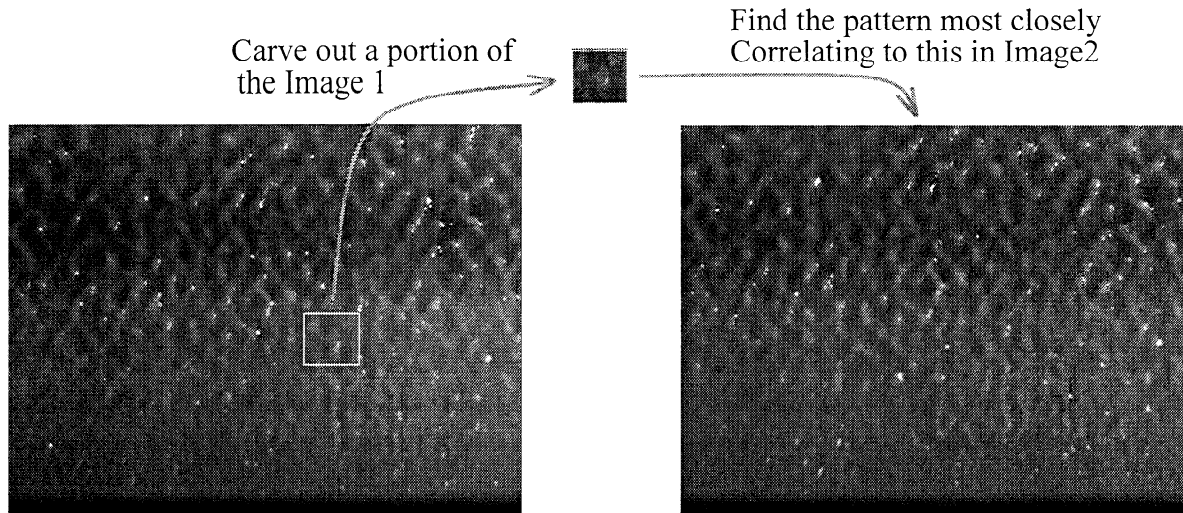 Carve out a portion of
the Image 1
Find the pattern most closely
Correlating to this in Image2